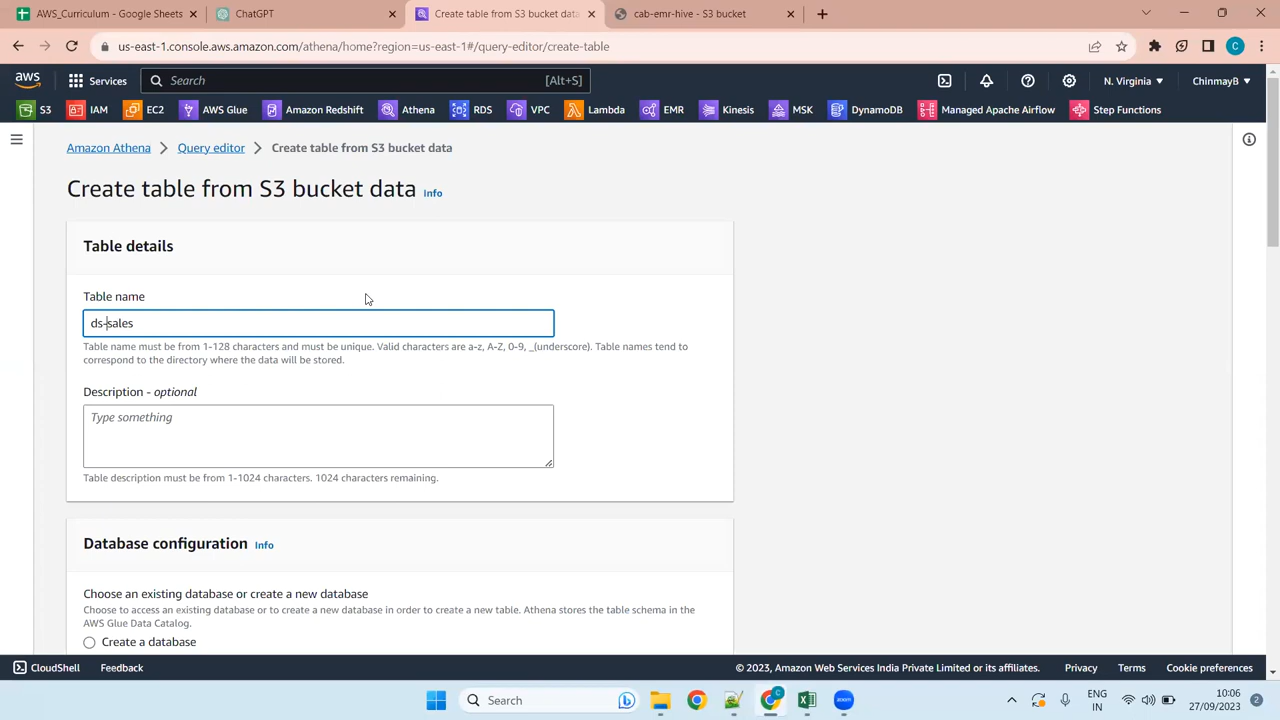 AWS_Curriculum - Google Sheets
ChatGPT
Create table from S3 bucket data
cab-emr-hive - S3 bucket
us-east-1.console.aws.amazon.com/athena/home?region=us-east-1#/query-editor/create-table
C
aws
Services
Search
[Alt+S]
N. Virginia
ChinmayB
S3
IAM
EC2
AWS Glue
Amazon Redshift
Athena
RDS
VPC
Lambda
EMR
Kinesis
MSK
DynamoDB
Managed Apache Airflow
Step Functions
Amazon Athena
Query editor
Create table from S3 bucket data
Create table from S3 bucket data
Info
Table details
Table name
ds-sales
Table name must be from 1-128 characters and must be unique. Valid characters are a-z, A-Z, 0-9, _(underscore). Table names tend to
correspond to the directory where the data will be stored.
Description - optional
Type something
Table description must be from 1-1024 characters. 1024 characters remaining.
Database configuration
Info
Choose an existing database or create a new database
Choose to access an existing database or to create a new database in order to create a new table. Athena stores the table schema in the
AWS Glue Data Catalog.
Create a database
CloudShell
Feedback
© 2023, Amazon Web Services India Private Limited or its affiliates.
Privacy
Terms
Cookie preferences
Search
C
zoom
ENG
IN
10:06
27/09/2023
2